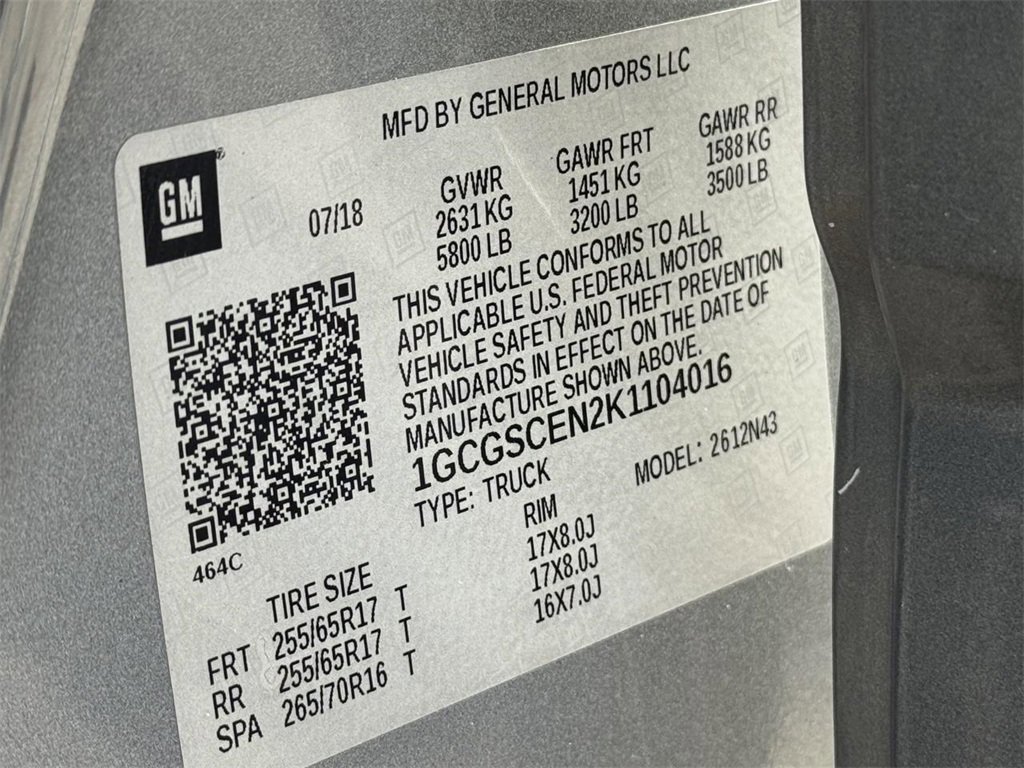 MFD BY GENERAL MOTORS LLC
GM
®
07/18
GVWR GAWR FRT GAWR RR
2631 KG 1451 KG 1588 KG
5800 LB 3200 LB 3500 LB
THIS VEHICLE CONFORMS TO ALL
APPLICABLE U.S. FEDERAL MOTOR
VEHICLE SAFETY AND THEFT PREVENTION
STANDARDS IN EFFECT ON THE DATE OF
MANUFACTURE SHOWN ABOVE.
1GCGSCEN2K1104016
TYPE: TRUCK MODEL: 2612N43
464C
TIRE SIZE RIM
FRT 255/65R17 T 17X8.0J
RR 255/65R17 T 17X8.0J
SPA 265/70R16 T 16X7.0J